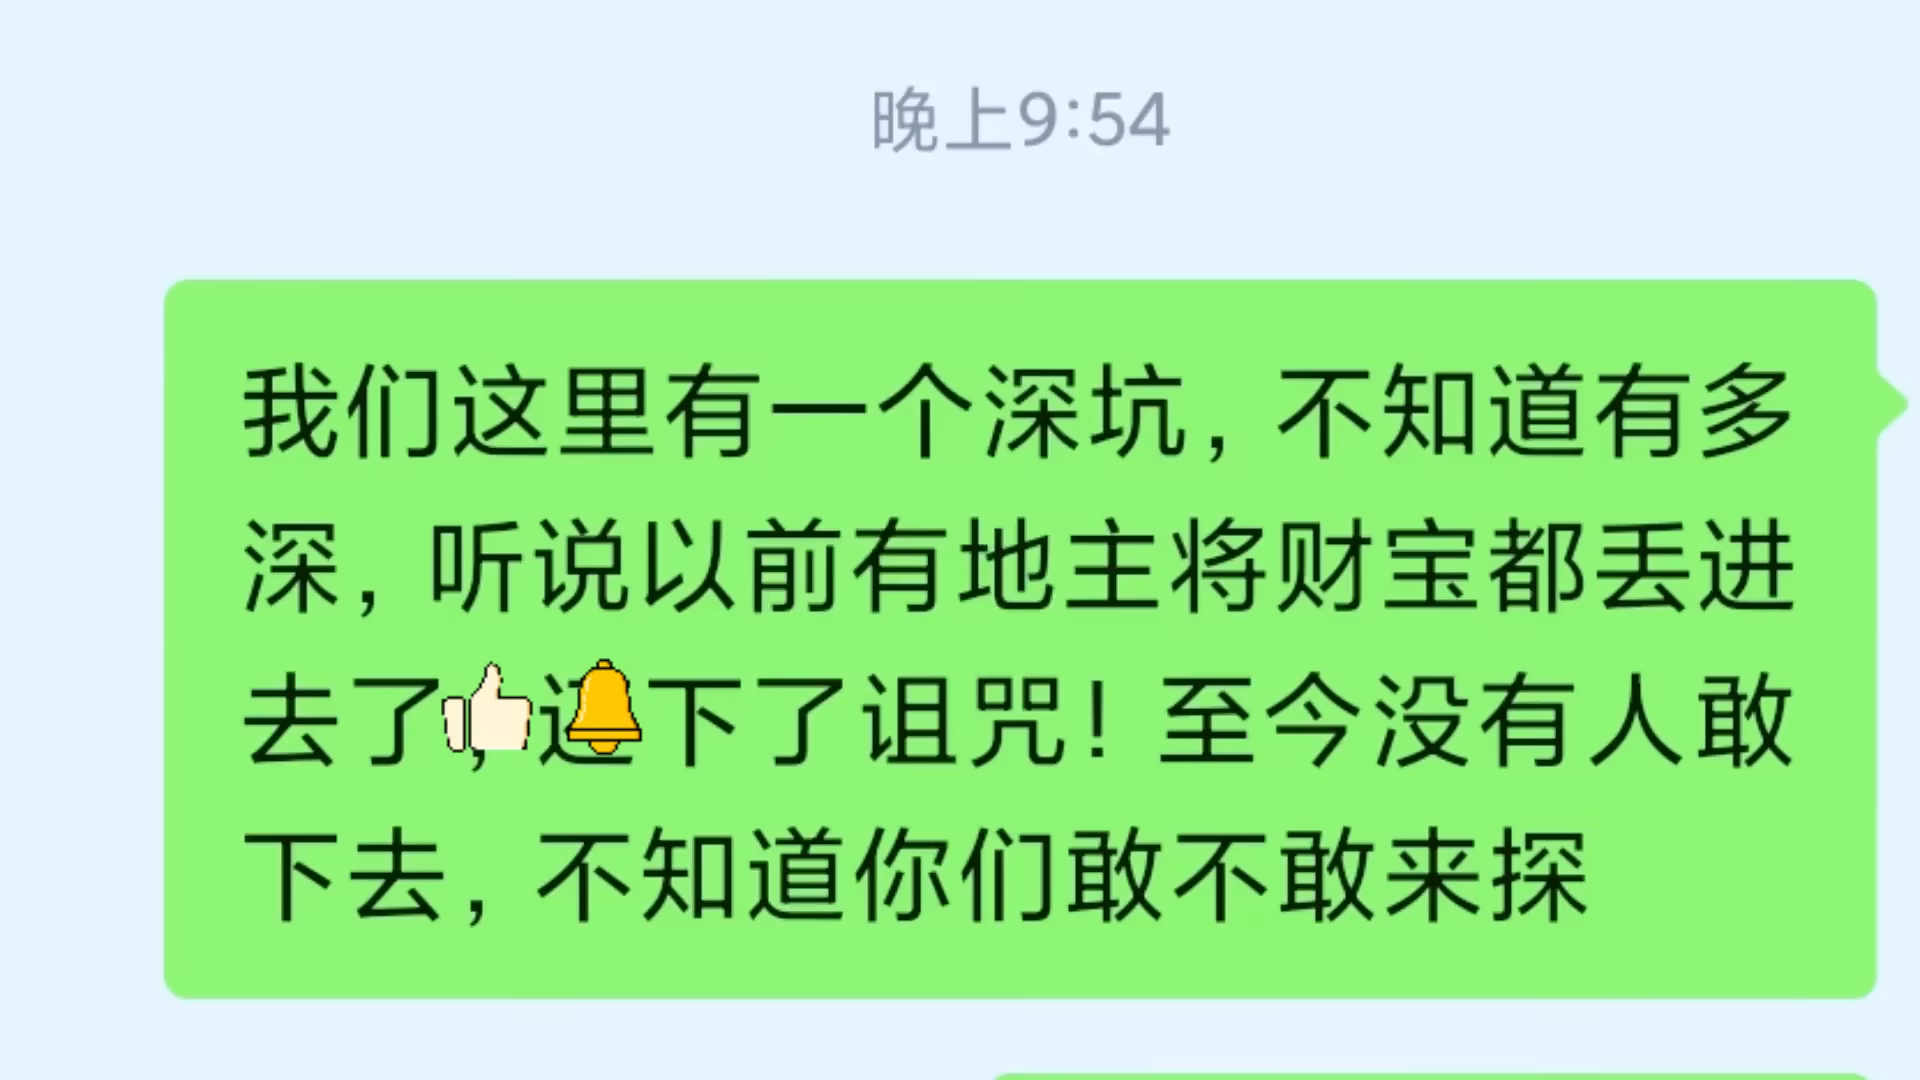 晚上9:54
我们这里有一个深坑，不知道有多
深，听说以前有地主将财宝都丢进
去了，还下了诅咒！至今没有人敢
下去，不知道你们敢不敢来探